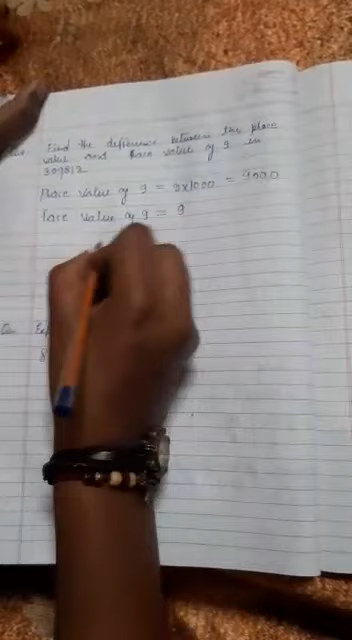 Find the difference between the place
value and face value of 9 in
309812
Place value of 9 = 9x1000 = 9000
Face value of 9 = 9